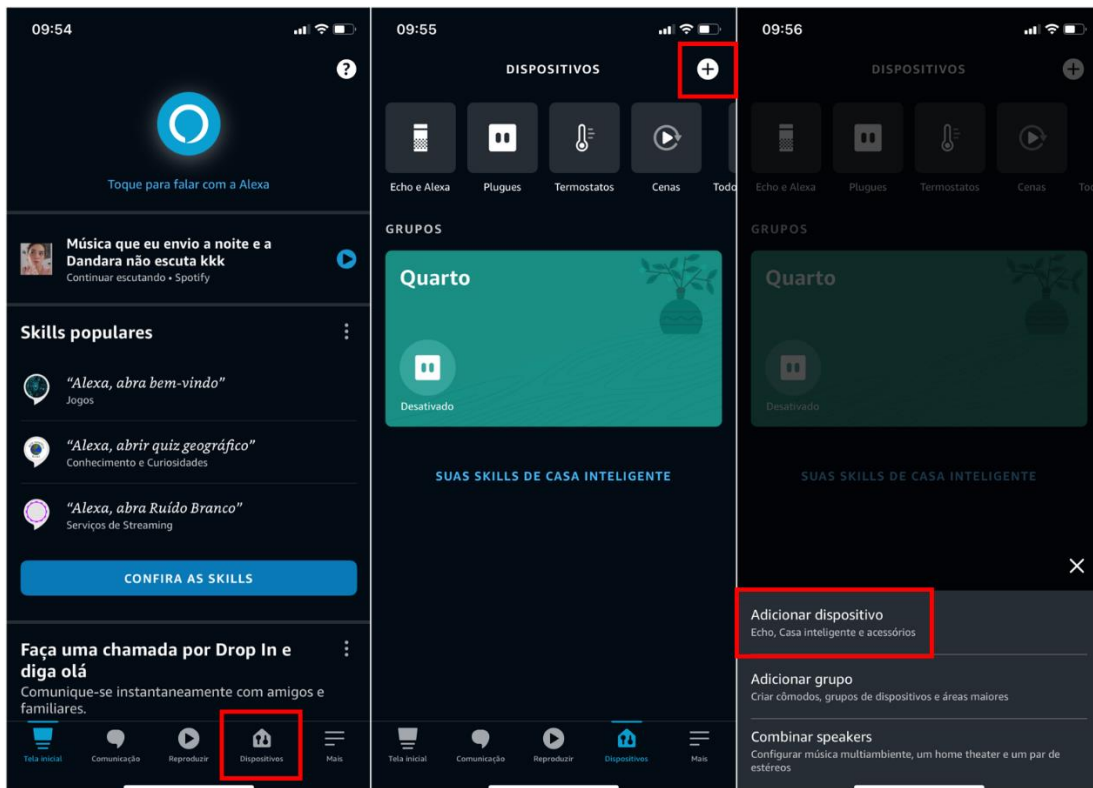 09:54
?
Toque para falar com a Alexa
Música que eu envio a noite e a
Dandara não escuta kkk
Continuar escutando • Spotify
Skills populares
“Alexa, abra bem-vindo”
Jogos
“Alexa, abrir quiz geográfico”
Conhecimento e Curiosidades
“Alexa, abra Ruído Branco”
Serviços de Streaming
CONFIRA AS SKILLS
Faça uma chamada por Drop In e
diga olá
Comunique-se instantaneamente com amigos e
familiares.
Tela inicial Comunicação Reproduzir Dispositivos Mais
09:55
DISPOSITIVOS
Echo e Alexa Plugues Termostatos Cenas Todo
GRUPOS
Quarto
Desativado
SUAS SKILLS DE CASA INTELIGENTE
Tela inicial Comunicação Reproduzir Dispositivos Mais
09:56
DISPOSITIVOS
Echo e Alexa Plugues Termostatos Cenas Too
GRUPOS
Quarto
Desativado
SUAS SKILLS DE CASA INTELIGENTE
Adicionar dispositivo
Echo, Casa inteligente e acessórios
Adicionar grupo
Criar cômodos, grupos de dispositivos e áreas maiores
Combinar speakers
Configurar música multiambiente, um home theater e um par de
estéreos